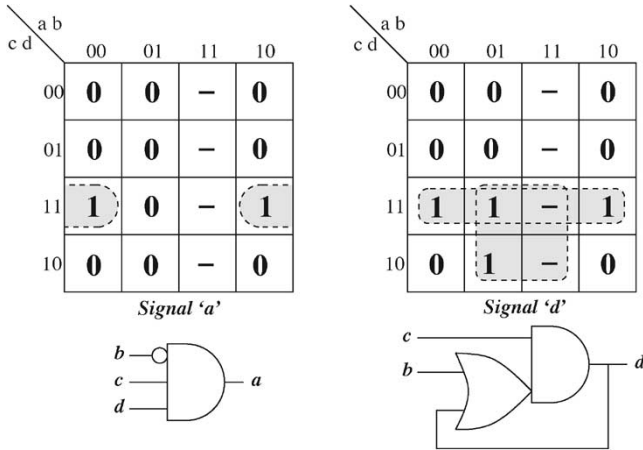 a b
c d
00 01 11 10
00 0 0 – 0
01 0 0 – 0
11 1 0 – 1
10 0 0 – 0
Signal ‘a’
b
c
d
a
a b
c d
00 01 11 10
00 0 0 – 0
01 0 0 – 0
11 1 1 – 1
10 0 1 – 0
Signal ‘d’
c
b
d